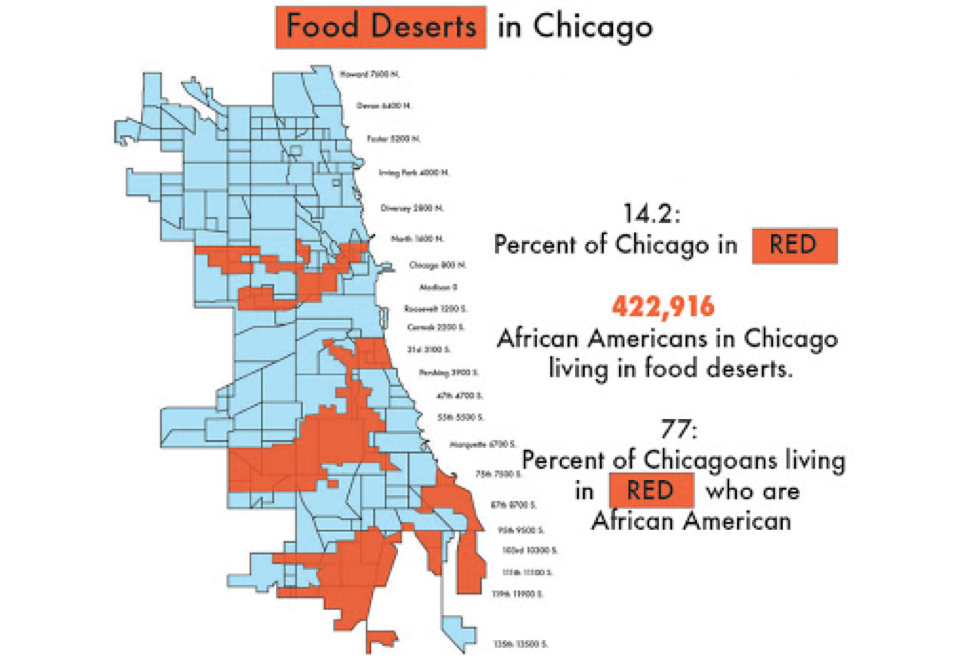 Food Deserts in Chicago
Howard 7600 N.
Devon 6400 N.
Foster 5200 N.
Irving Park 4000 N.
Diversey 2800 N.
North 1600 N.
Chicago 800 N.
Madison 0
Roosevelt 1200 S.
Cermak 2200 S.
31st 3100 S.
Pershing 3900 S.
47th 4700 S.
55th 5500 S.
Marquette 6700 S.
75th 7500 S.
87th 8700 S.
95th 9500 S.
103rd 10300 S.
111th 11100 S.
119th 11900 S.
135th 13500 S.
14.2:
Percent of Chicago in RED
422,916
African Americans in Chicago
living in food deserts.
77:
Percent of Chicagoans living
in RED who are
African American